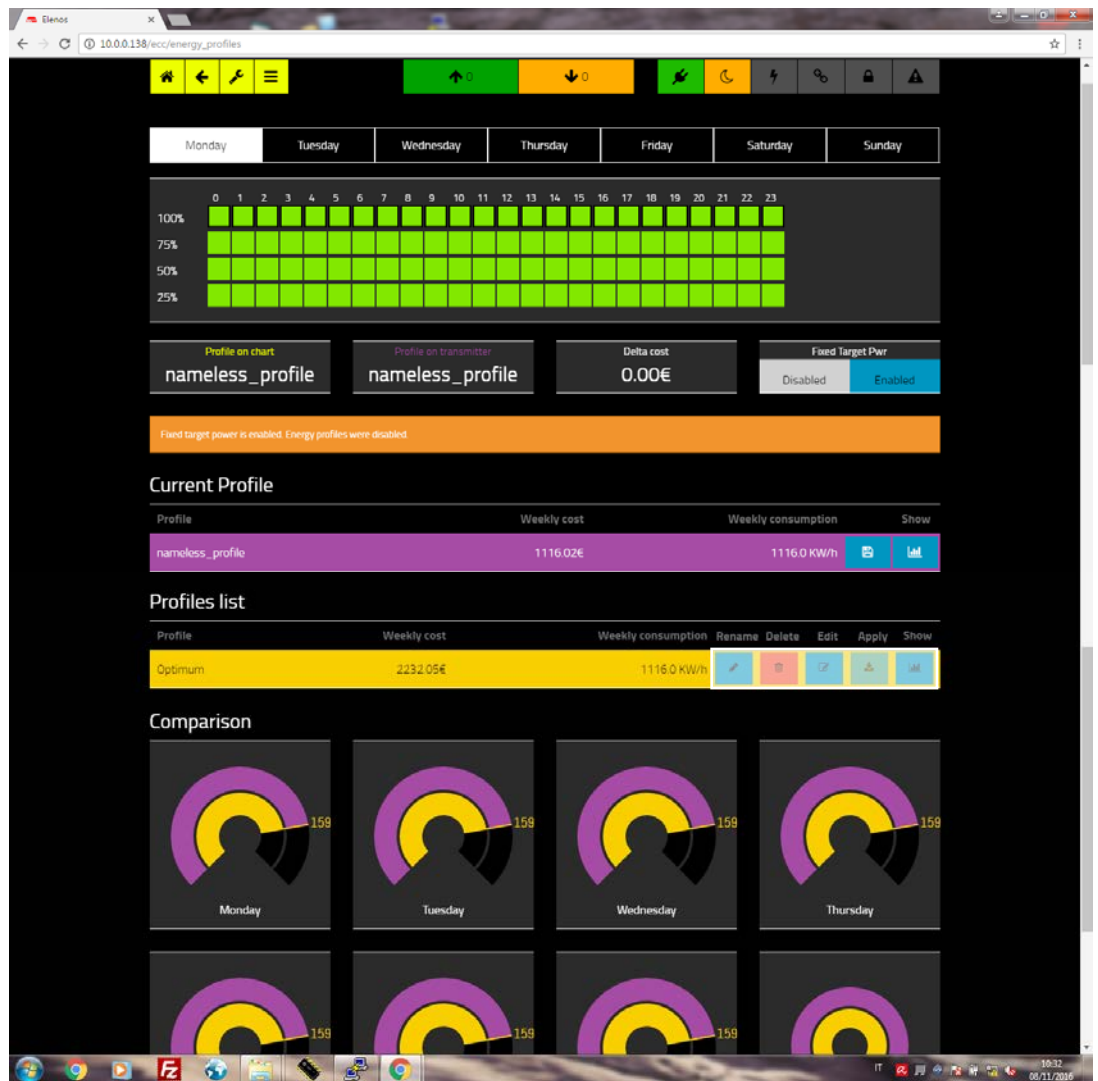 Elenos
10.0.0.138/ecc/energy_profiles
0 0
Monday Tuesday Wednesday Thursday Friday Saturday Sunday
0 1 2 3 4 5 6 7 8 9 10 11 12 13 14 15 16 17 18 19 20 21 22 23
100%
75%
50%
25%
Profile on chart Profile on transmitter Delta cost Fixed Target Pwr
nameless_profile nameless_profile 0.00€ Disabled Enabled
Fixed target power is enabled. Energy profiles were disabled.
Current Profile
Profile Weekly cost Weekly consumption Show
nameless_profile 1116.02€ 1116.0 KW/h
Profiles list
Profile Weekly cost Weekly consumption Rename Delete Edit Apply Show
Optimum 2232.05€ 1116.0 KW/h
Comparison
159 159 159 159
Monday Tuesday Wednesday Thursday
159 159 159
IT 10:32
08/11/2016